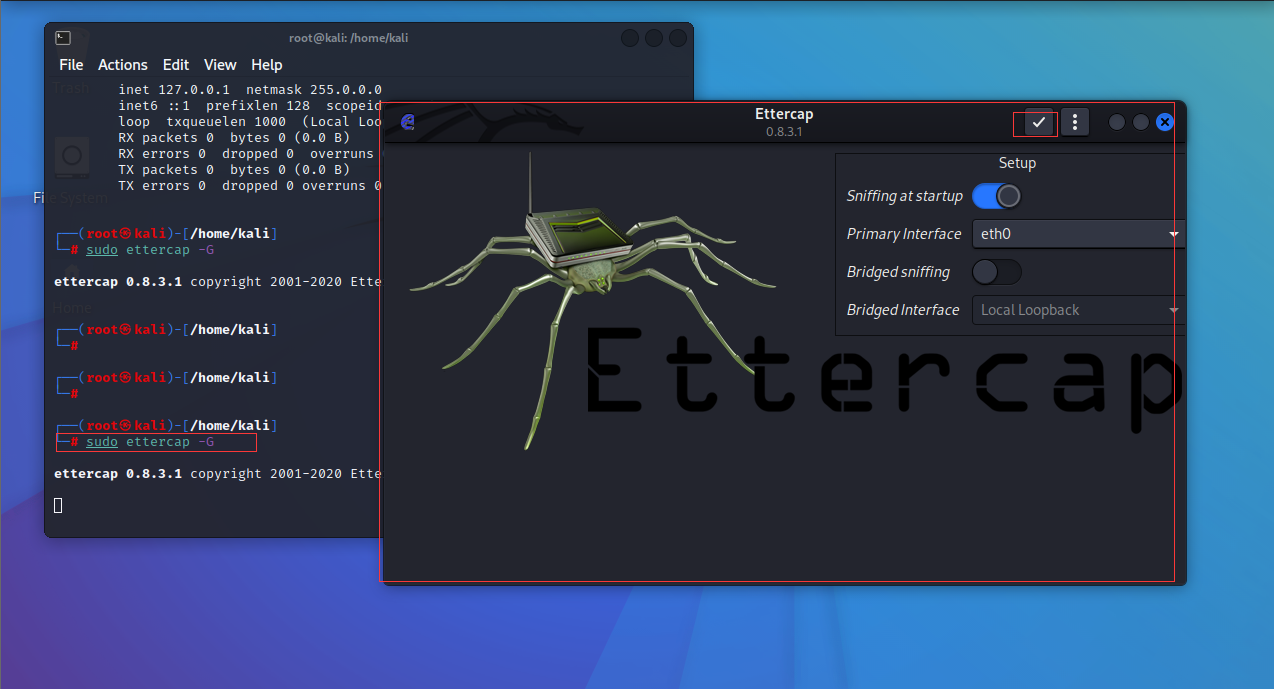 root@kali: /home/kali
File Actions Edit View Help
Trash
inet 127.0.0.1 netmask 255.0.0.0
inet6 ::1 prefixlen 128 scopeid
loop txqueuelen 1000 (Local Loo
RX packets 0 bytes 0 (0.0 B)
RX errors 0 dropped 0 overruns
TX packets 0 bytes 0 (0.0 B)
TX errors 0 dropped 0 overruns 0
File System
┌──(root㉿kali)-[/home/kali]
└─# sudo ettercap -G
ettercap 0.8.3.1 copyright 2001-2020 Ette
Home
┌──(root㉿kali)-[/home/kali]
└─#
┌──(root㉿kali)-[/home/kali]
└─#
┌──(root㉿kali)-[/home/kali]
└─# sudo ettercap -G
ettercap 0.8.3.1 copyright 2001-2020 Ette
Ettercap
0.8.3.1
Setup
Sniffing at startup
Primary Interface eth0
Bridged sniffing
Bridged Interface Local Loopback
Ettercap